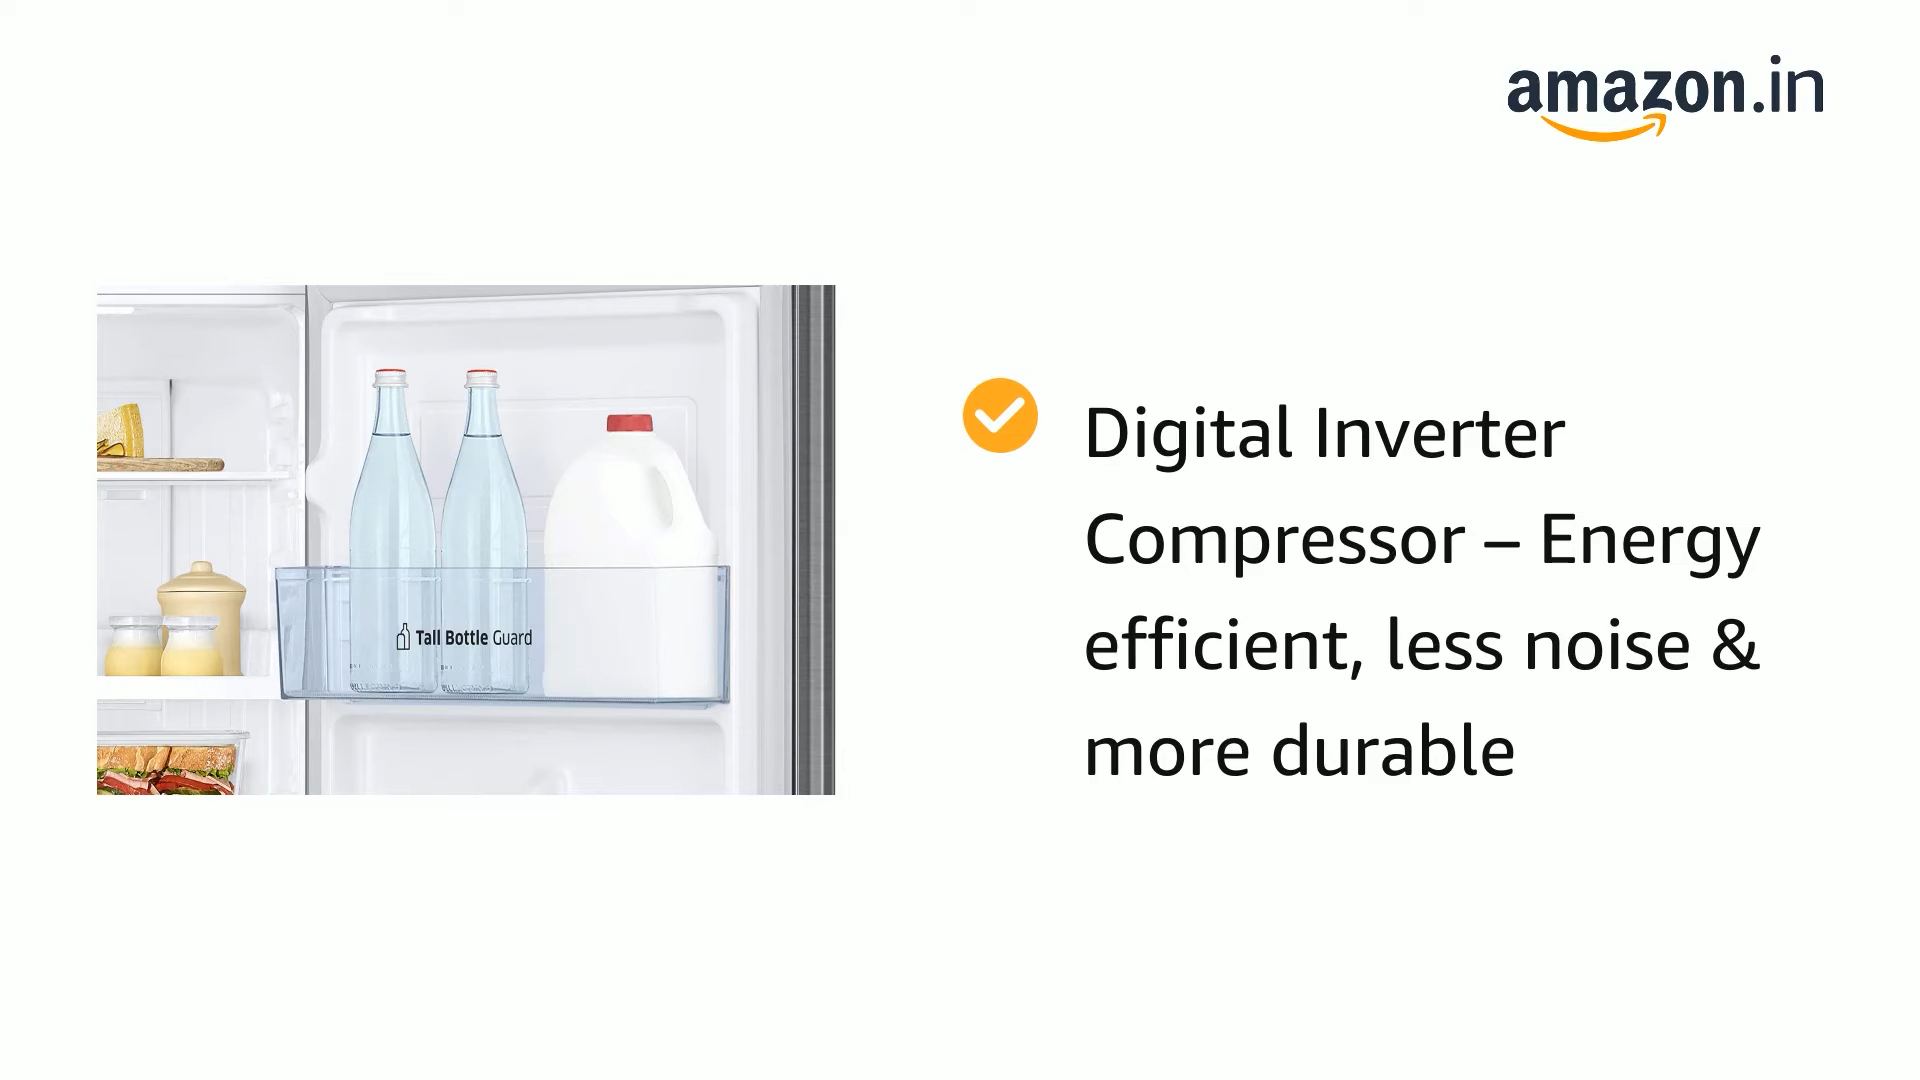 amazon.in
Digital Inverter
Compressor – Energy
efficient, less noise &
more durable
Tall Bottle Guard